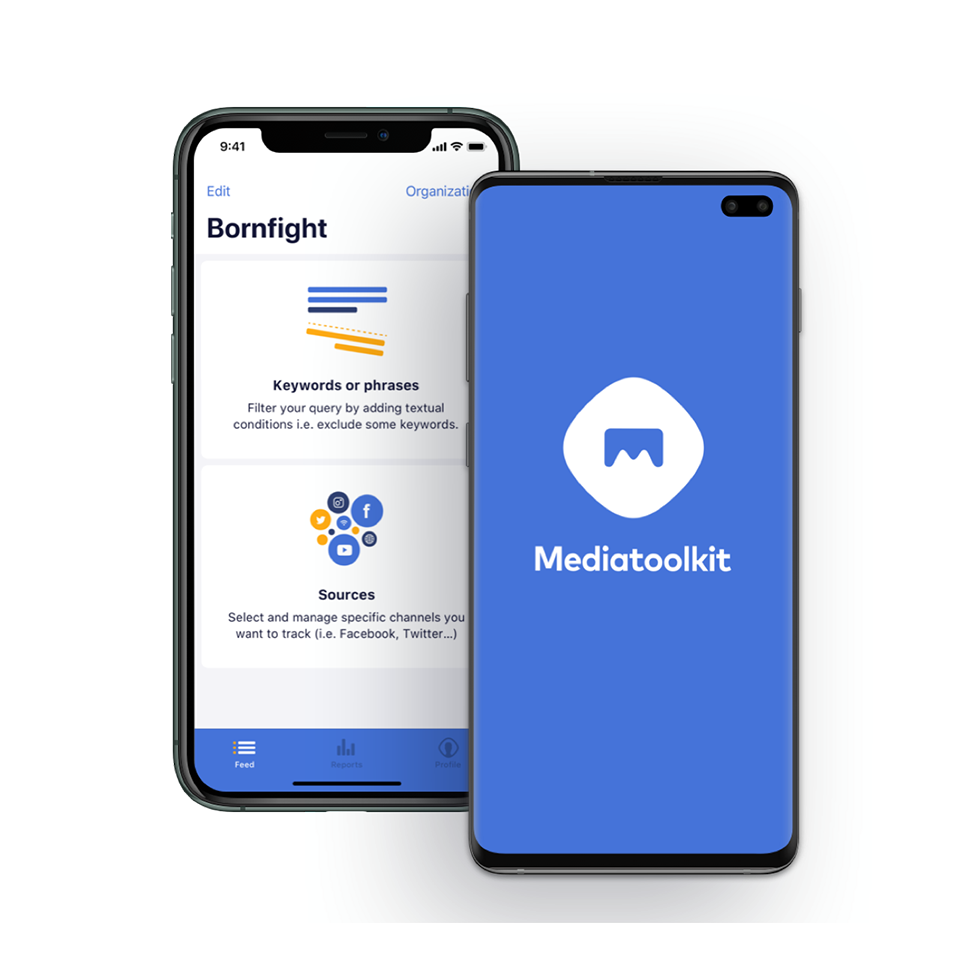 9:41
Edit
Bornfight
Keywords or phrases
Filter your query by adding textual
conditions i.e. exclude some keywords.
Sources
Select and manage specific channels you
want to track (i.e. Facebook, Twitter...)
Feed
Reports
Profile
Mediatoolkit